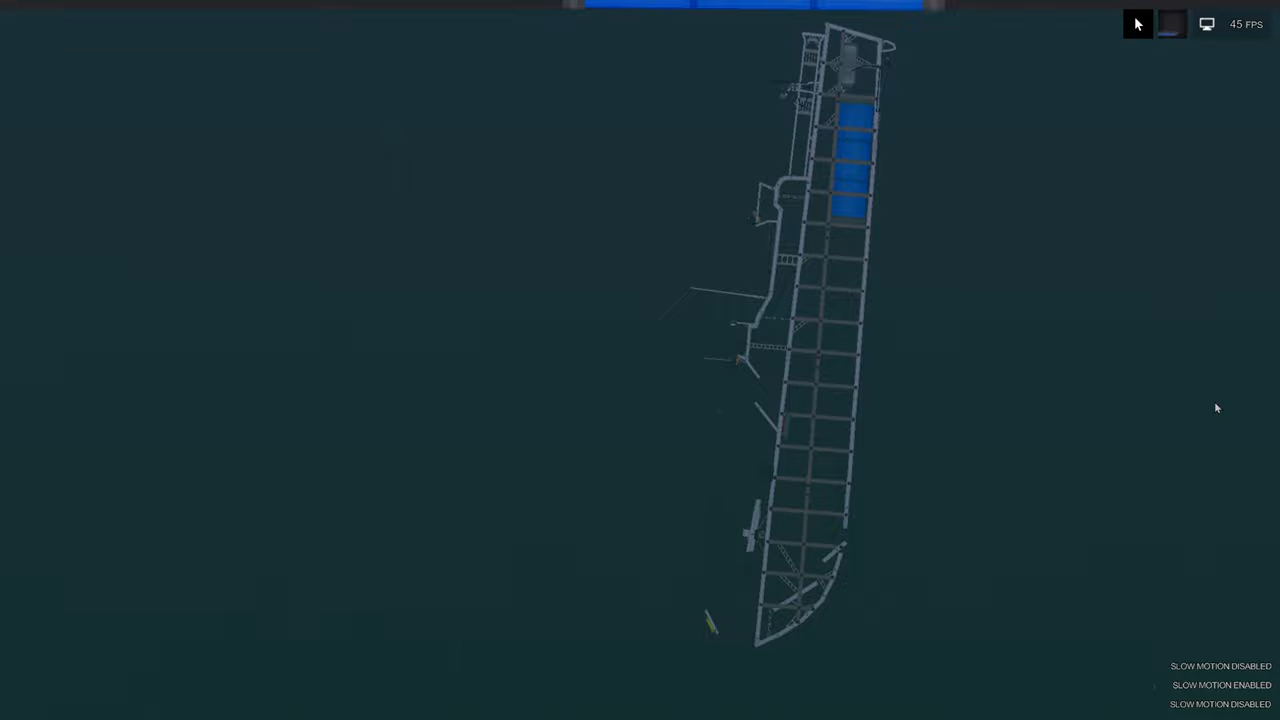 45 FPS
SLOW MOTION DISABLED
SLOW MOTION ENABLED
SLOW MOTION DISABLED